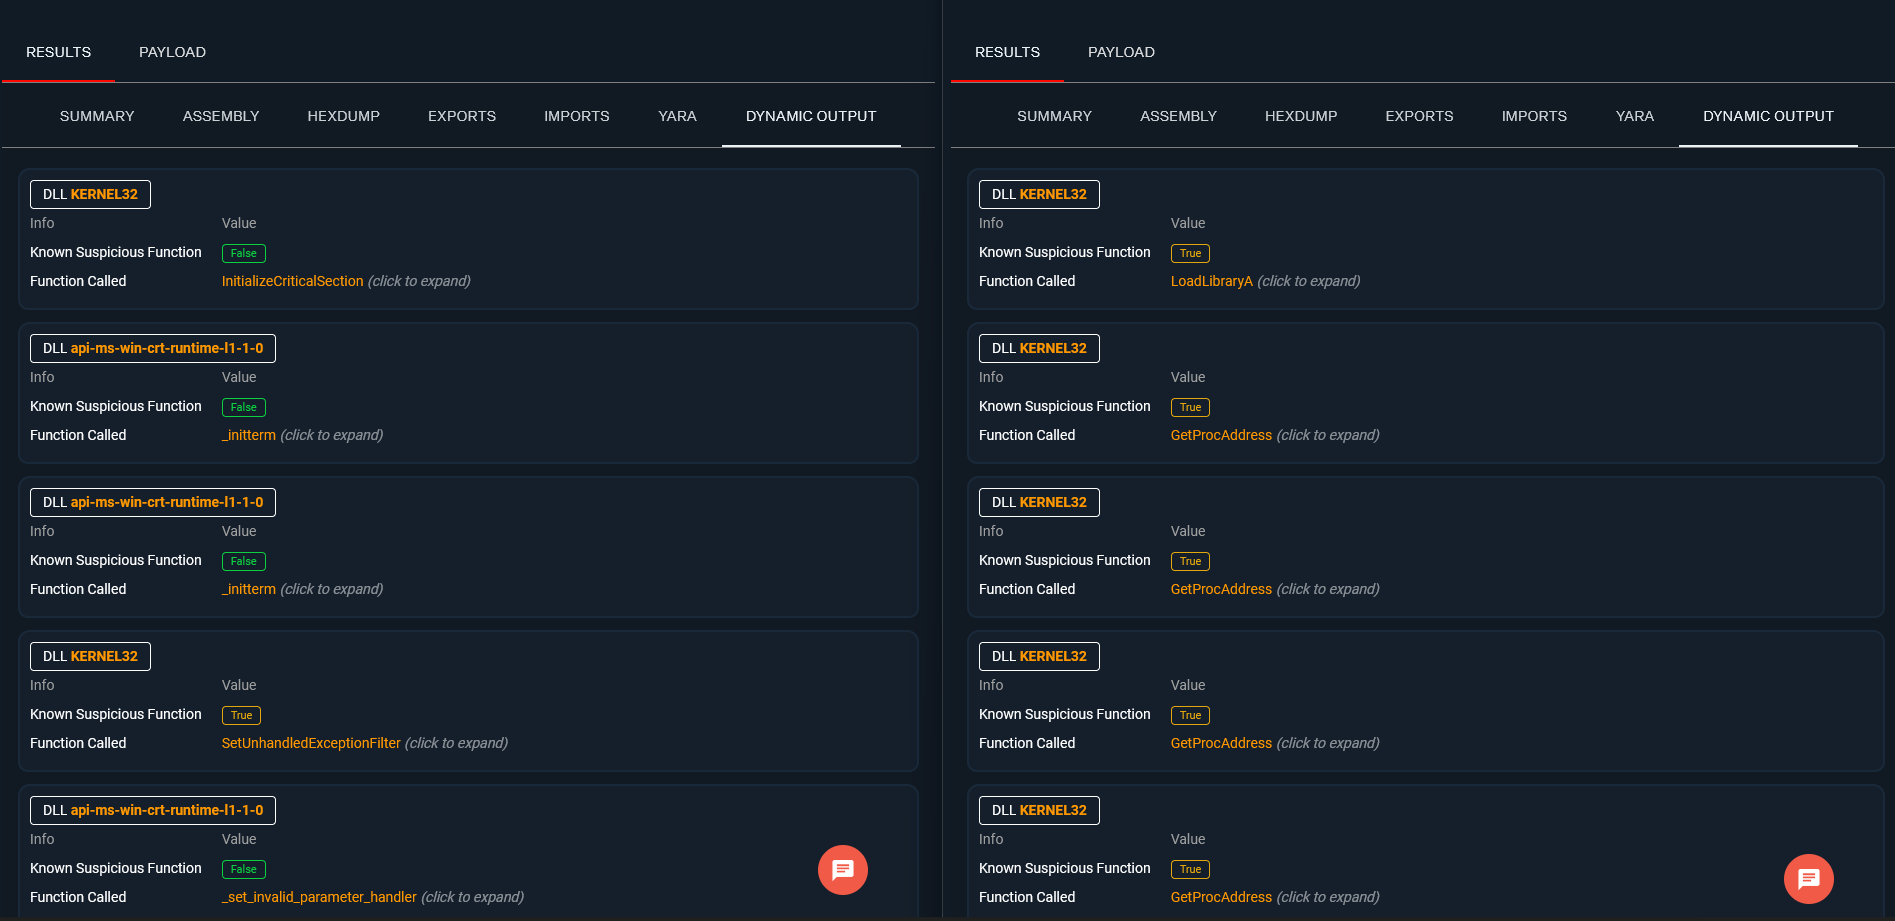 RESULTS PAYLOAD
SUMMARY ASSEMBLY HEXDUMP EXPORTS IMPORTS YARA DYNAMIC OUTPUT
DLL KERNEL32
Info Value
Known Suspicious Function False
Function Called InitializeCriticalSection (click to expand)
DLL api-ms-win-crt-runtime-l1-1-0
Info Value
Known Suspicious Function False
Function Called _initterm (click to expand)
DLL api-ms-win-crt-runtime-l1-1-0
Info Value
Known Suspicious Function False
Function Called _initterm (click to expand)
DLL KERNEL32
Info Value
Known Suspicious Function True
Function Called SetUnhandledExceptionFilter (click to expand)
DLL api-ms-win-crt-runtime-l1-1-0
Info Value
Known Suspicious Function False
Function Called _set_invalid_parameter_handler (click to expand)
RESULTS PAYLOAD
SUMMARY ASSEMBLY HEXDUMP EXPORTS IMPORTS YARA DYNAMIC OUTPUT
DLL KERNEL32
Info Value
Known Suspicious Function True
Function Called LoadLibraryA (click to expand)
DLL KERNEL32
Info Value
Known Suspicious Function True
Function Called GetProcAddress (click to expand)
DLL KERNEL32
Info Value
Known Suspicious Function True
Function Called GetProcAddress (click to expand)
DLL KERNEL32
Info Value
Known Suspicious Function True
Function Called GetProcAddress (click to expand)
DLL KERNEL32
Info Value
Known Suspicious Function True
Function Called GetProcAddress (click to expand)